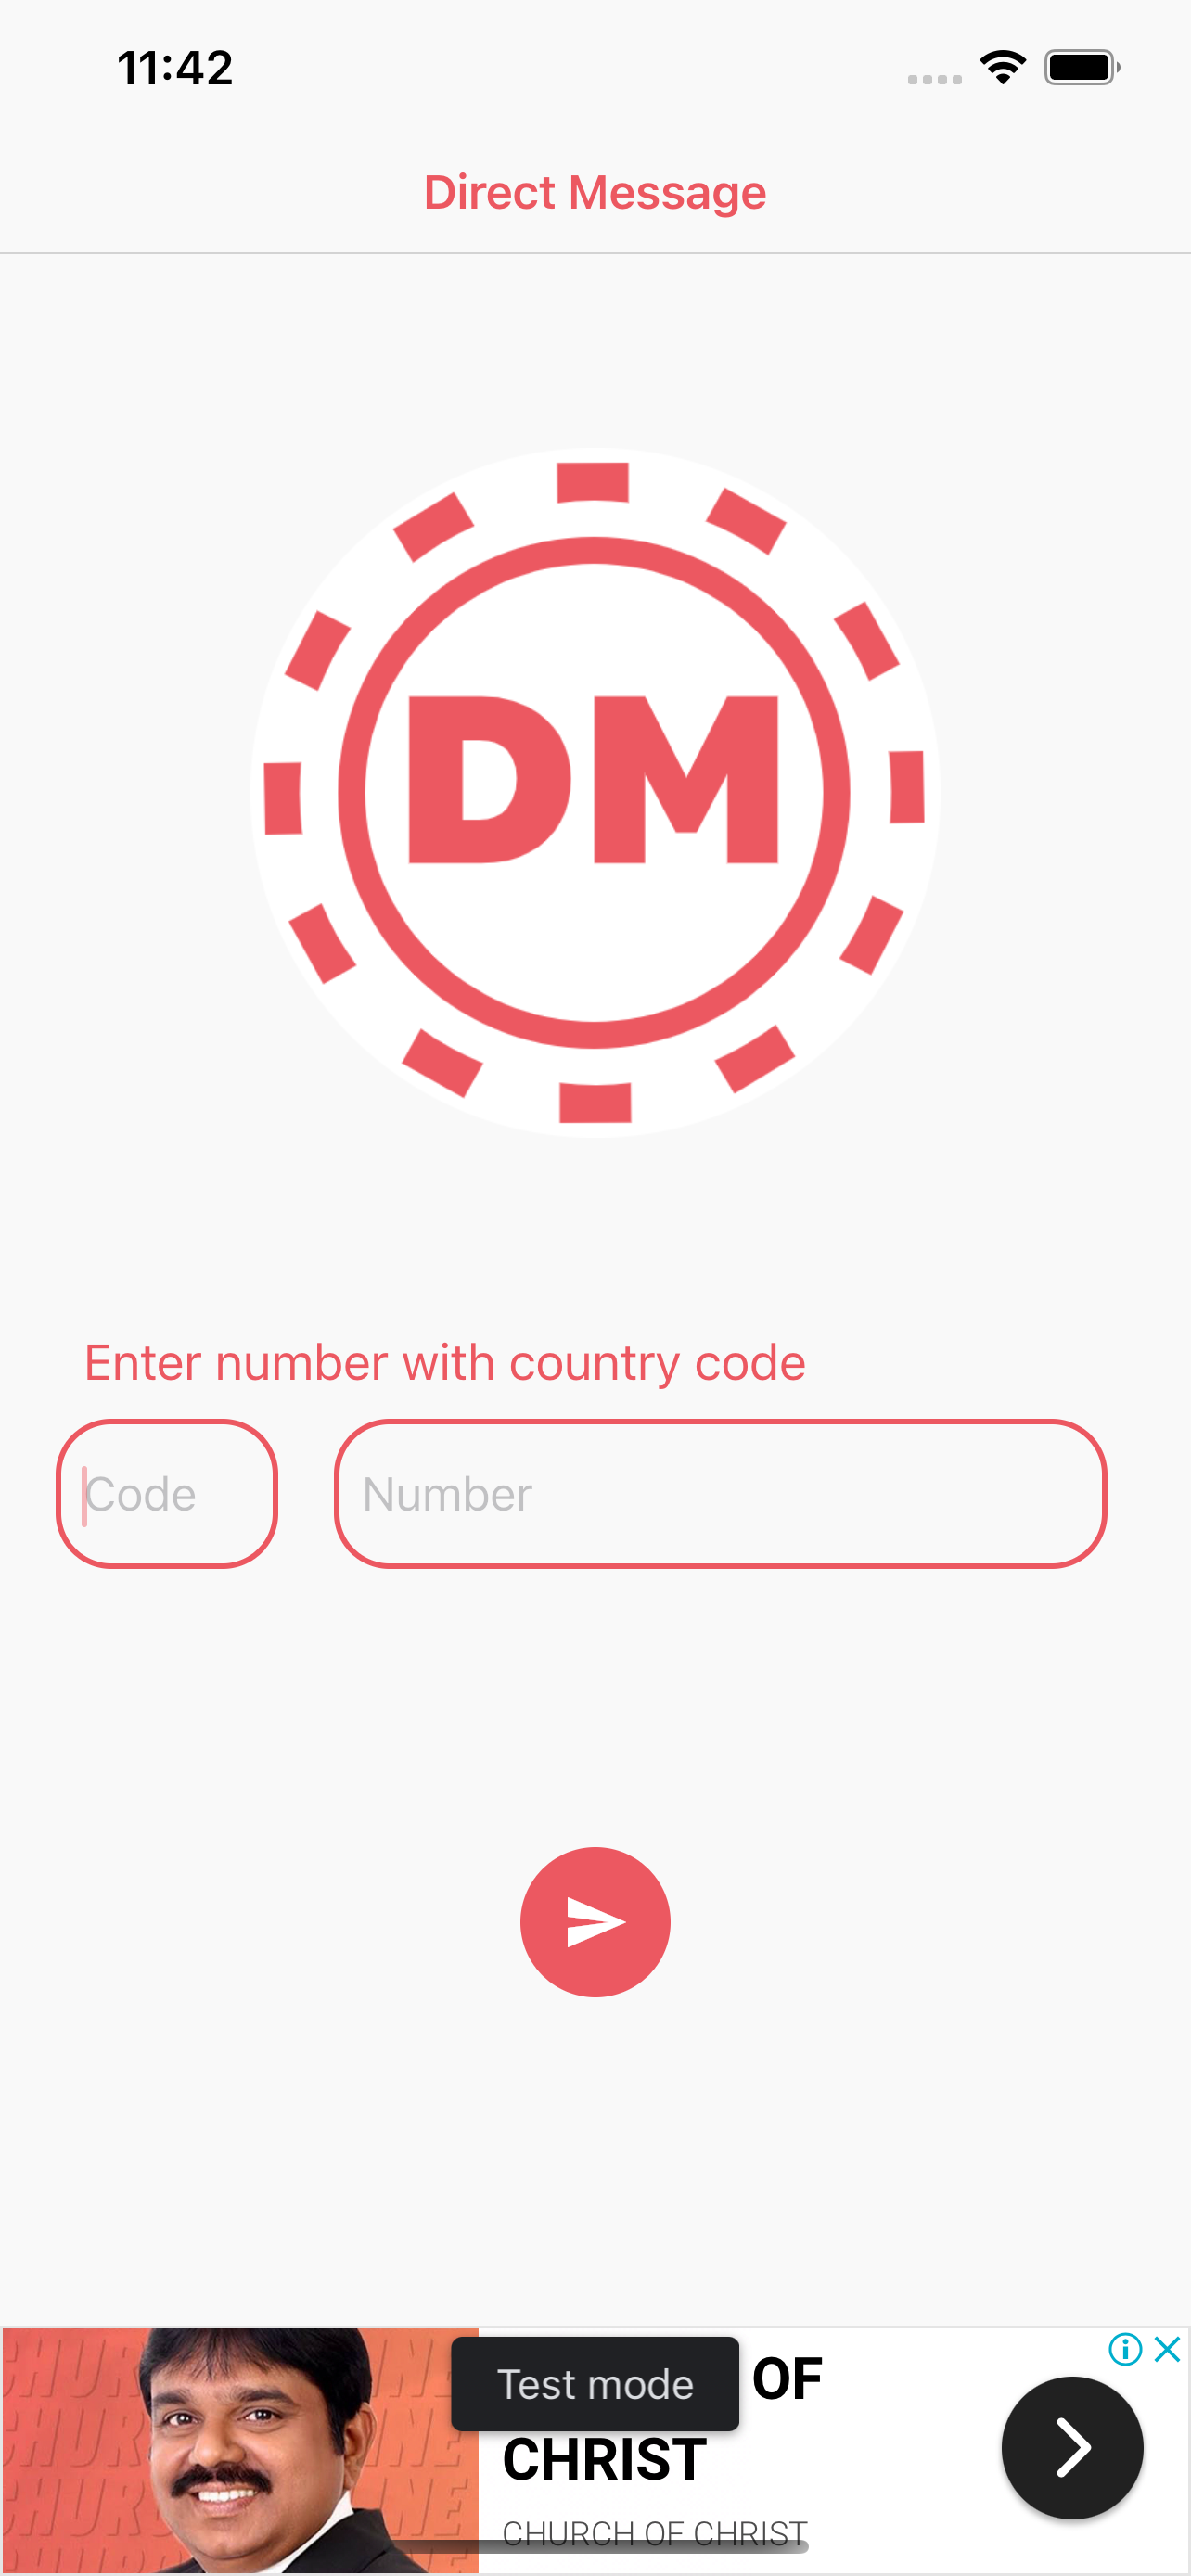 11:42
Direct Message
DM
Enter number with country code
Code
Number
Test mode
OF
CHRIST
CHURCH OF CHRIST